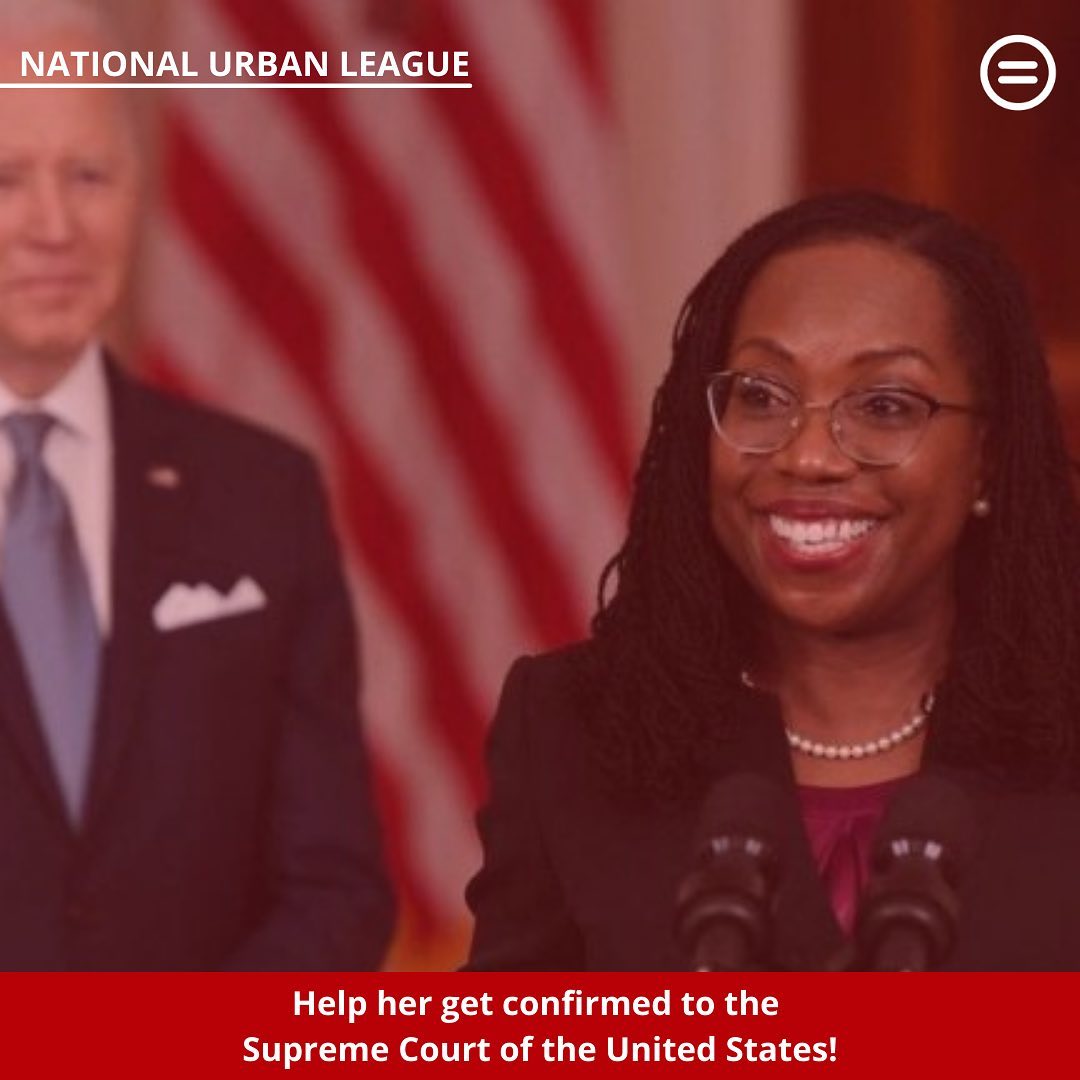 NATIONAL URBAN LEAGUE
Help her get confirmed to the
Supreme Court of the United States!